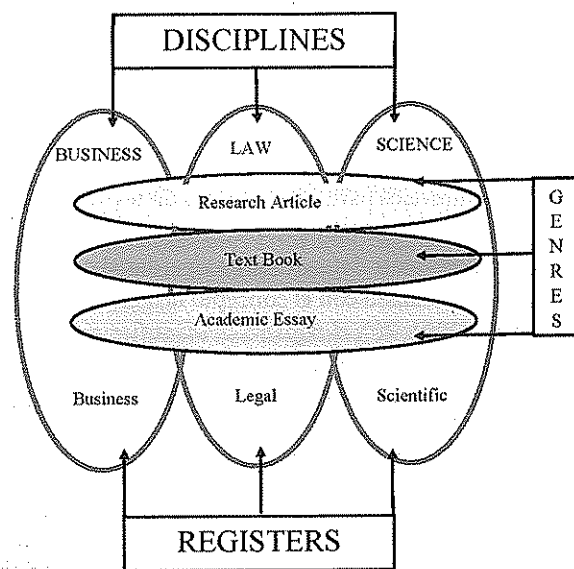 DISCIPLINES
BUSINESS
LAW
SCIENCE
Research Article
Text Book
Academic Essay
G
E
N
R
E
S
Business
Legal
Scientific
REGISTERS